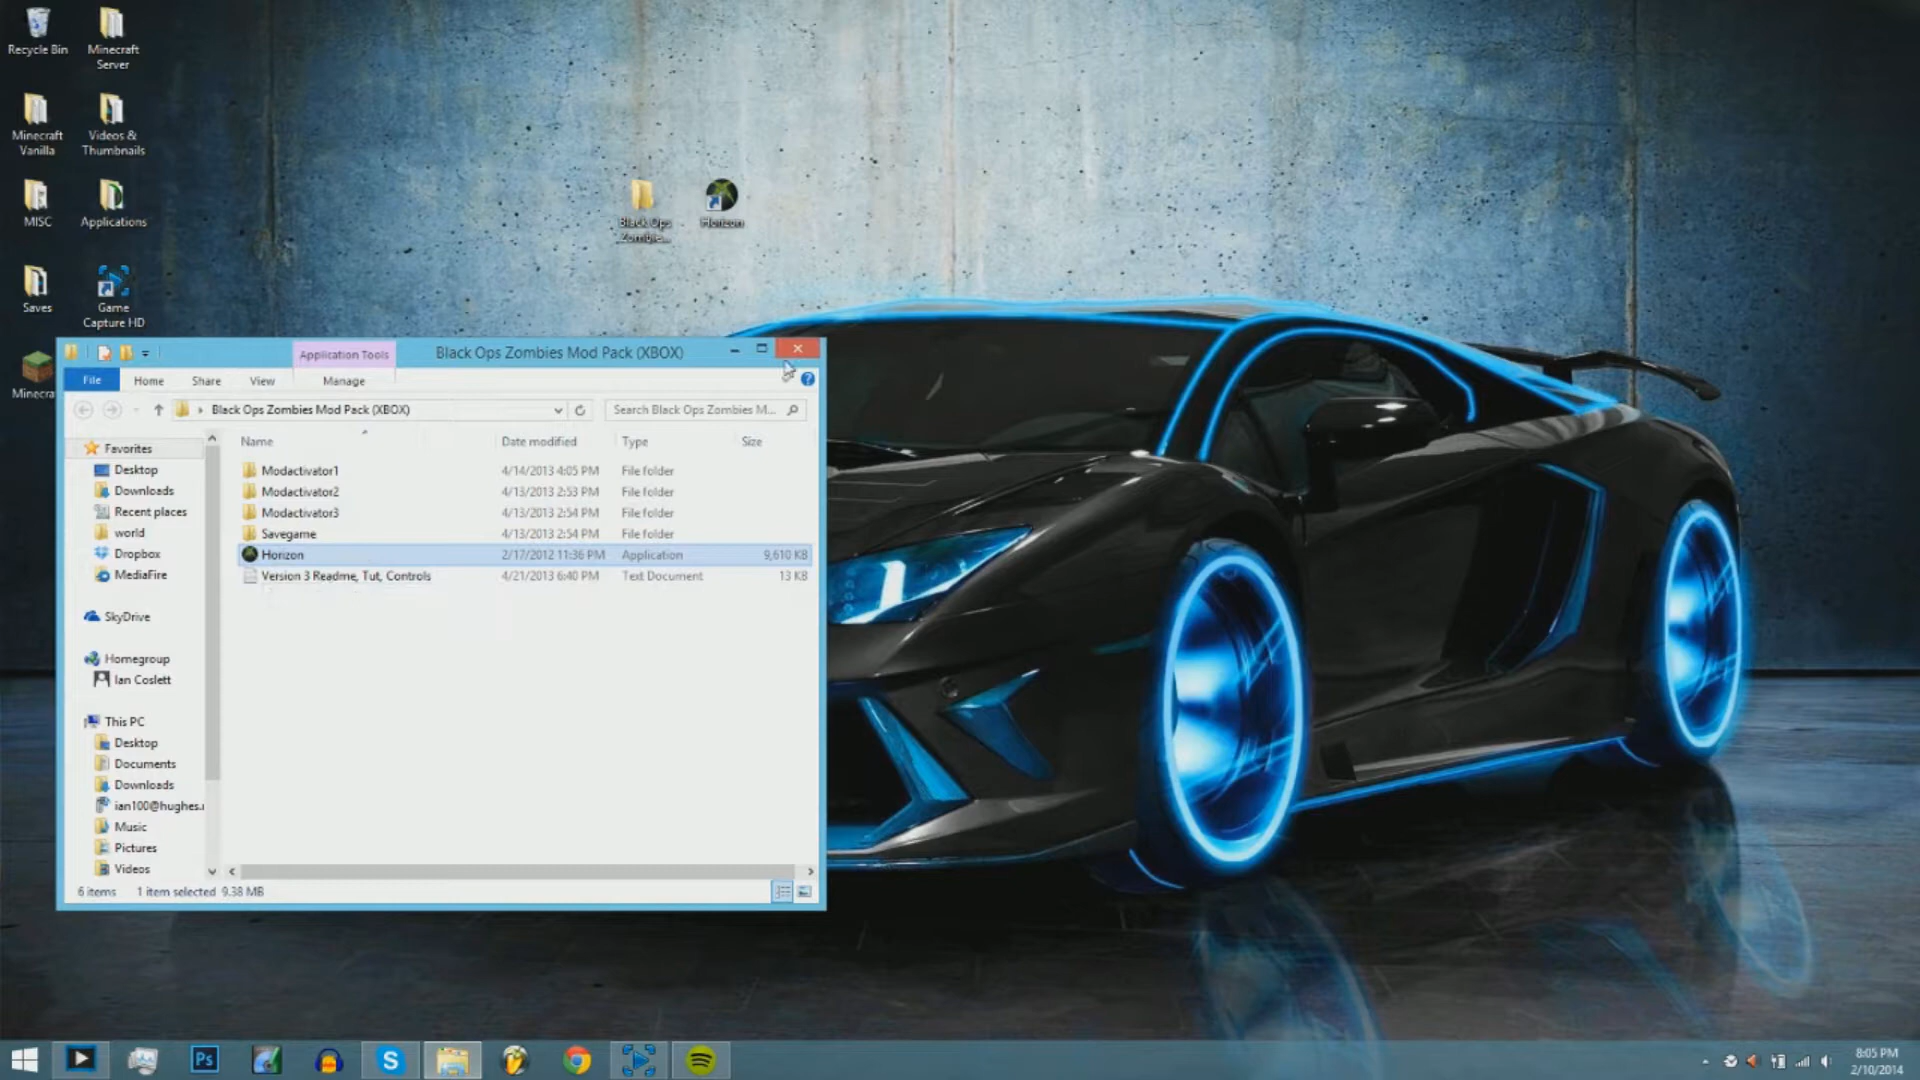 Recycle Bin
Minecraft
Server
Minecraft
Vanilla
Videos &
Thumbnails
MISC
Applications
Saves
Game
Capture HD
Minecra
Black Ops
Zombie...
Horizon
Application Tools
Black Ops Zombies Mod Pack (XBOX)
File
Home
Share
View
Manage
Black Ops Zombies Mod Pack (XBOX)
Search Black Ops Zombies M...
Name
Date modified
Type
Size
Modactivator1 4/14/2013 4:05 PM File folder
Modactivator2 4/13/2013 2:53 PM File folder
Modactivator3 4/13/2013 2:54 PM File folder
Savegame 4/13/2013 2:54 PM File folder
Horizon 2/17/2012 11:36 PM Application 9,610 KB
Version 3 Readme, Tut, Controls 4/21/2013 6:40 PM Text Document 13 KB
Favorites
Desktop
Downloads
Recent places
world
Dropbox
MediaFire
SkyDrive
Homegroup
Ian Coslett
This PC
Desktop
Documents
Downloads
ian100@hughes.
Music
Pictures
Videos
6 items 1 item selected 9.38 MB
Ps
8:05 PM
2/10/2014